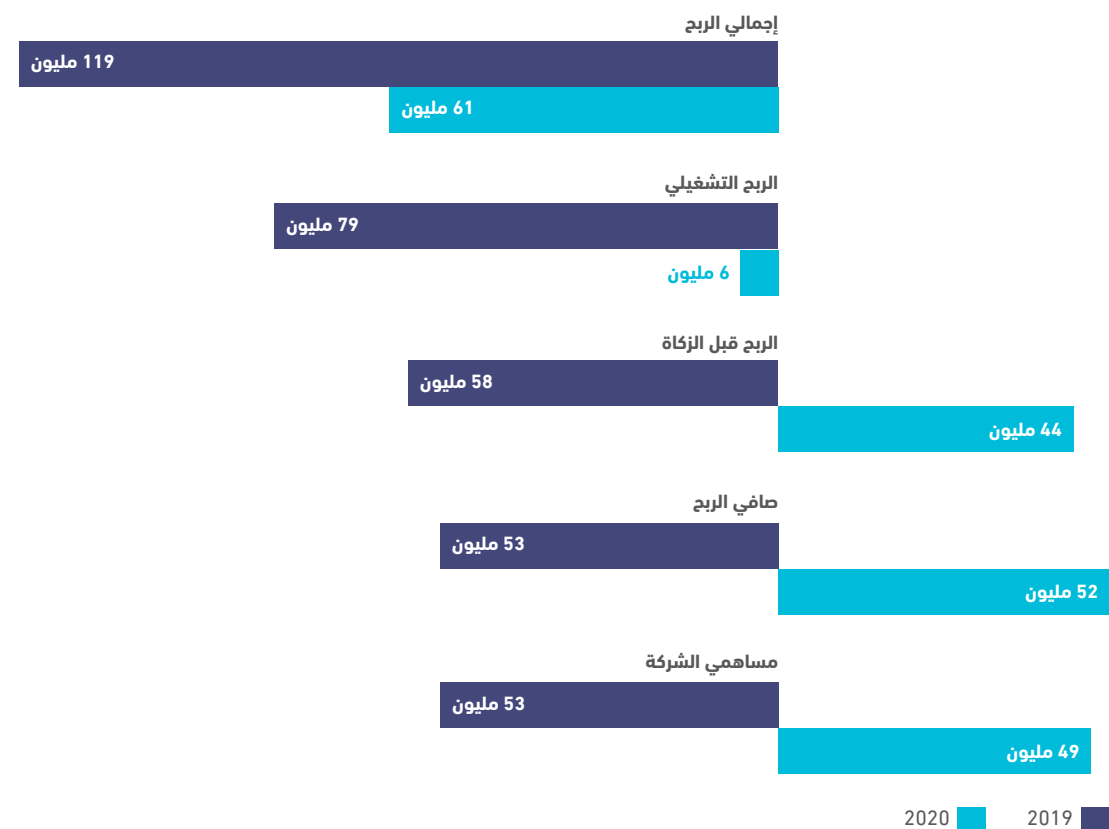 إجمالي الربح
119 مليون
61 مليون
الربح التشغيلي
79 مليون
6 مليون
الربح قبل الزكاة
58 مليون
44 مليون
صافي الربح
53 مليون
52 مليون
مساهمي الشركة
53 مليون
49 مليون
2019 2020